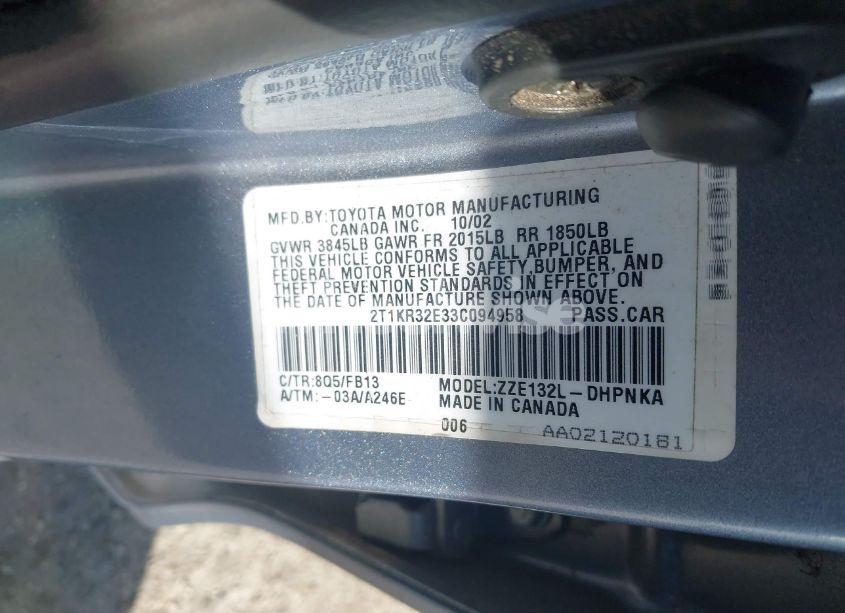 MFD.BY:TOYOTA MOTOR MANUFACTURING
CANADA INC. 10/02
GVWR 3845LB GAWR FR 2015LB RR 1850LB
THIS VEHICLE CONFORMS TO ALL APPLICABLE
FEDERAL MOTOR VEHICLE SAFETY,BUMPER, AND
THEFT PREVENTION STANDARDS IN EFFECT ON
THE DATE OF MANUFACTURE SHOWN ABOVE.
2T1KR32E33C094958 PASS.CAR
C/TR:8Q5/FB13 MODEL:ZZE132L-DHPNKA
A/TM:-03A/A246E MADE IN CANADA
006 AA02120181